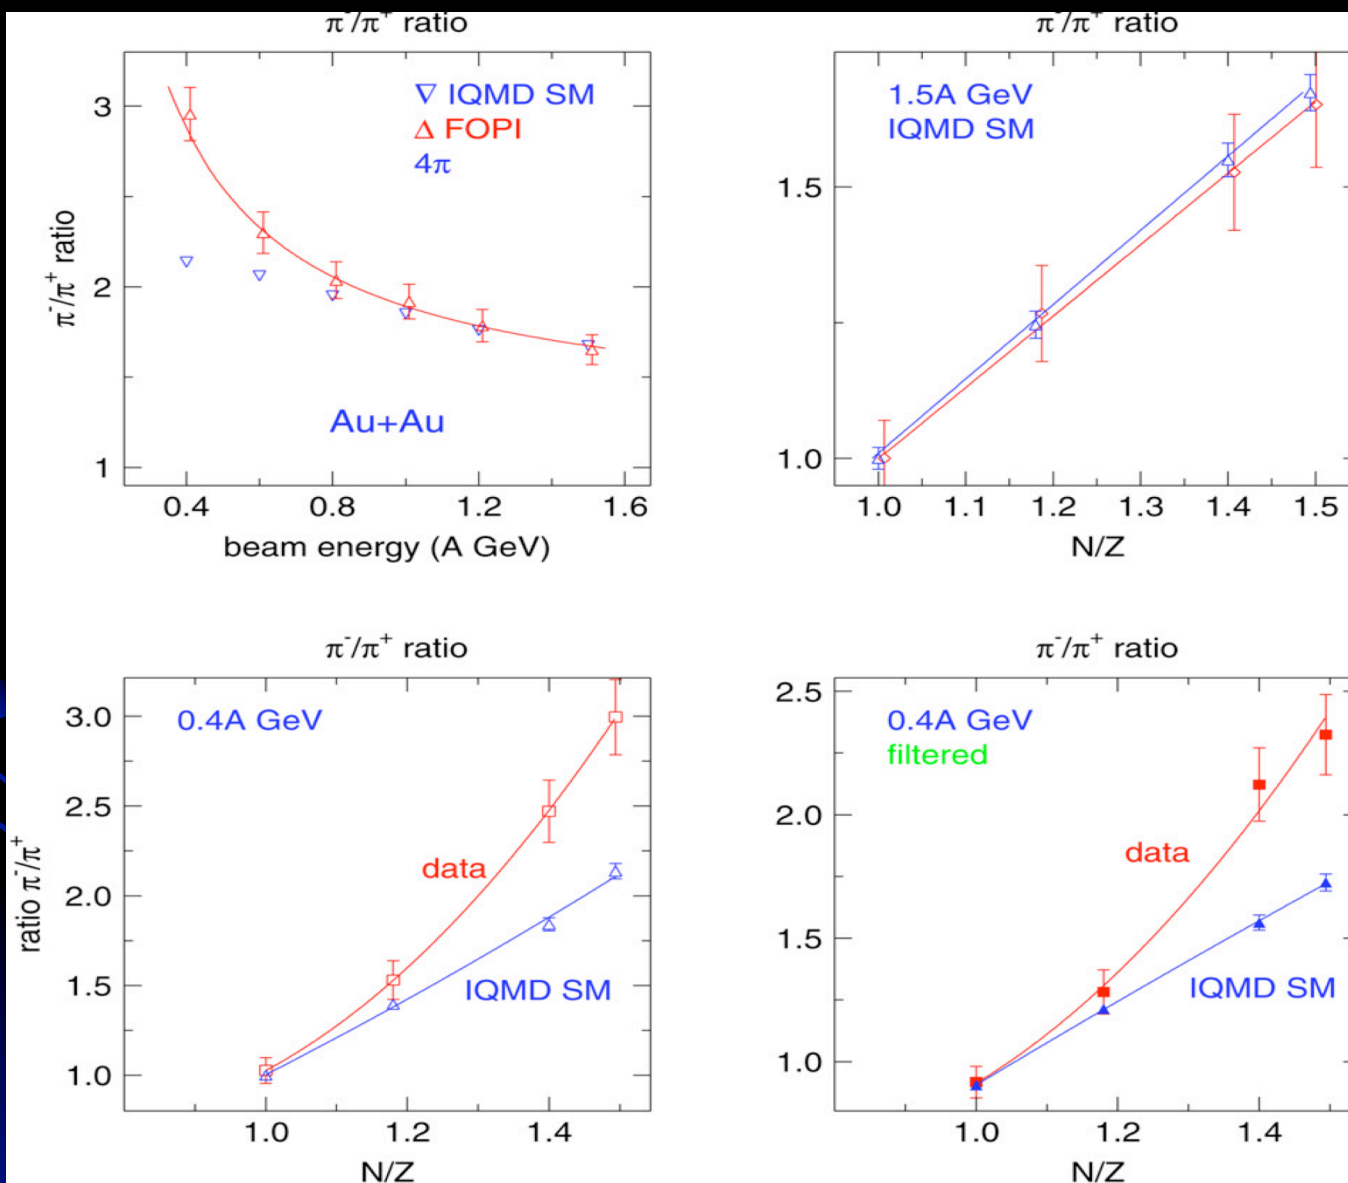 π⁻/π⁺ ratio
3
2
1
π⁻/π⁺ ratio
▽ IQMD SM
△ FOPI
4π
Au+Au
0.4 0.8 1.2 1.6
beam energy (A GeV)
π⁻/π⁺ ratio
1.5A GeV
IQMD SM
1.5
1.0
1.0 1.1 1.2 1.3 1.4 1.5
N/Z
π⁻/π⁺ ratio
0.4A GeV
3.0
2.5
2.0
1.5
1.0
ratio π⁻/π⁺
data
IQMD SM
1.0 1.2 1.4
N/Z
π⁻/π⁺ ratio
2.5
0.4A GeV
filtered
2.0
data
1.5
IQMD SM
1.0
1.0 1.2 1.4
N/Z